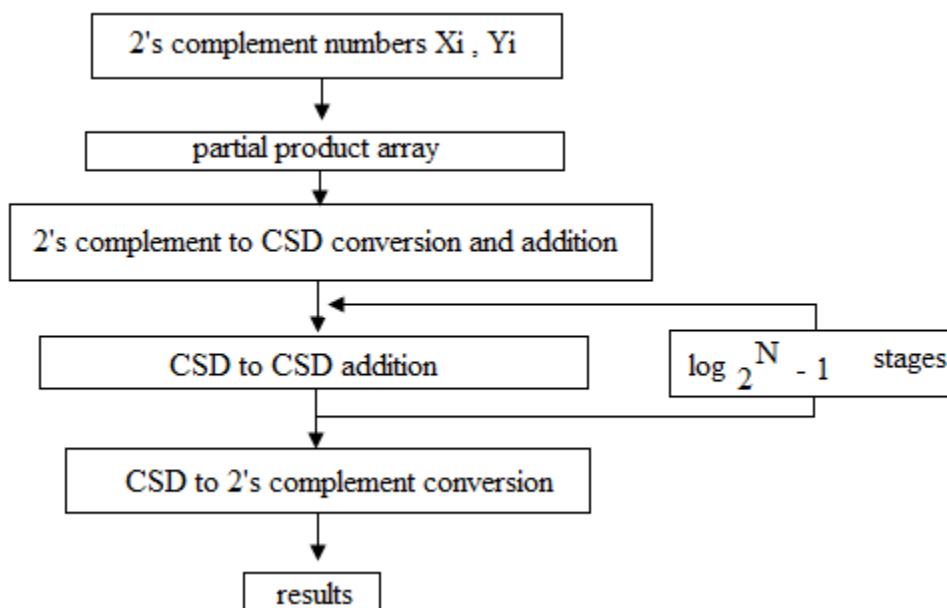 2's complement numbers Xi , Yi
partial product array
2's complement to CSD conversion and addition
CSD to CSD addition
log 2 N - 1 stages
CSD to 2's complement conversion
results